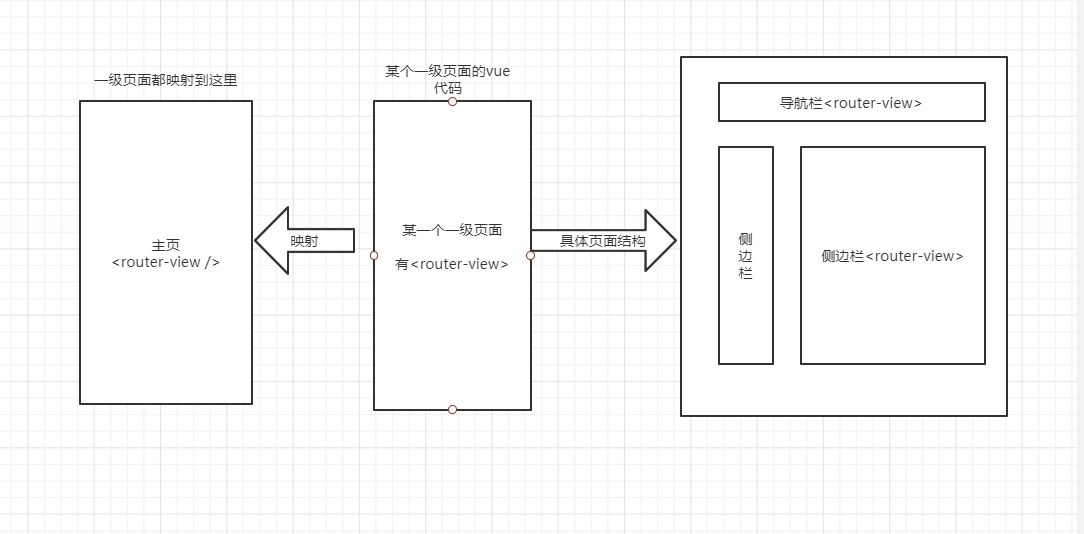 一级页面都映射到这里
某个一级页面的vue
代码
导航栏<router-view>
主页
<router-view />
映射
某一个一级页面
有<router-view>
具体页面结构
侧
边
栏
侧边栏<router-view>